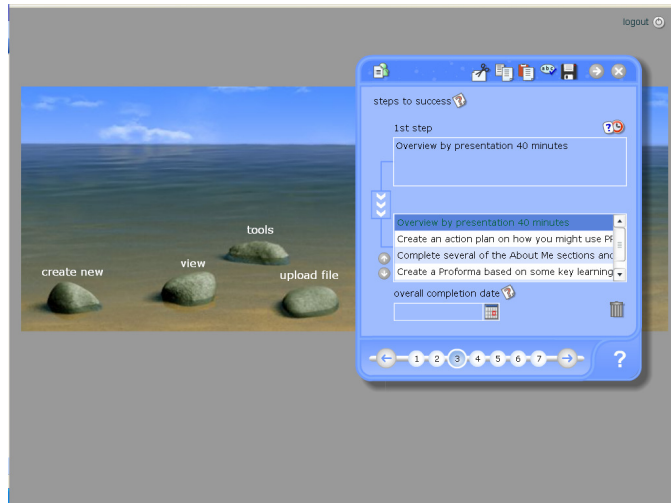 logout
abc
steps to success
1st step
Overview by presentation 40 minutes
Overview by presentation 40 minutes
Create an action plan on how you might use
Complete several of the About Me sections and
Create a Proforma based on some key learning
overall completion date
tools
view
create new
upload file
1 2 3 4 5 6 7
?